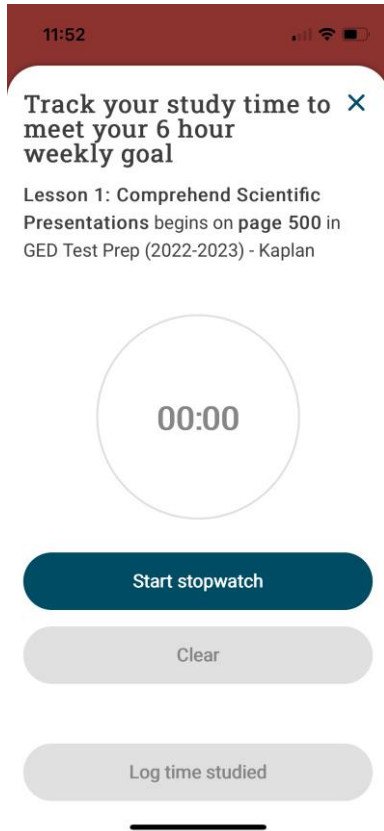 11:52
Track your study time to
meet your 6 hour
weekly goal
Lesson 1: Comprehend Scientific
Presentations begins on page 500 in
GED Test Prep (2022-2023) - Kaplan
00:00
Start stopwatch
Clear
Log time studied